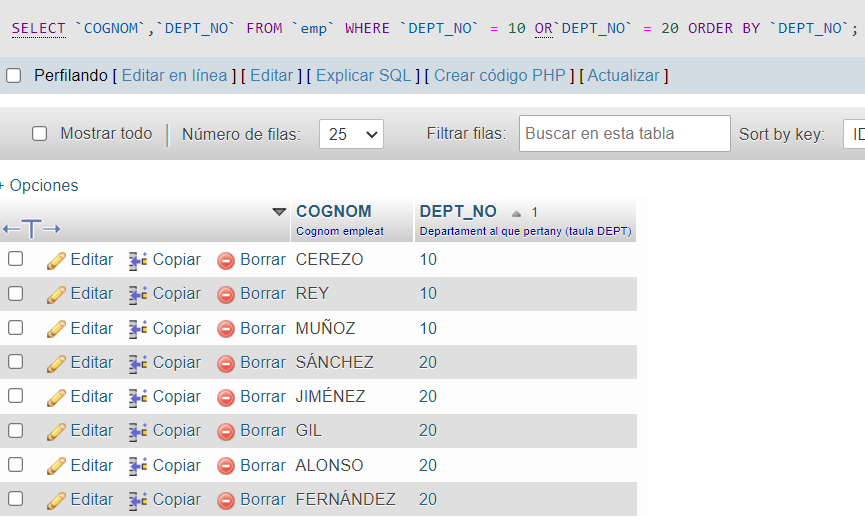 SELECT `COGNOM`,`DEPT_NO` FROM `emp` WHERE `DEPT_NO` = 10 OR`DEPT_NO` = 20 ORDER BY `DEPT_NO`;
Perfilando [ Editar en línea ] [ Editar ] [ Explicar SQL ] [ Crear código PHP ] [ Actualizar ]
Mostrar todo | Número de filas: 25 Filtrar filas: Buscar en esta tabla Sort by key: ID
+ Opciones
←T→ COGNOM DEPT_NO 1
Cognom empleat Departament al que pertany (taula DEPT)
Editar Copiar Borrar CEREZO 10
Editar Copiar Borrar REY 10
Editar Copiar Borrar MUÑOZ 10
Editar Copiar Borrar SÁNCHEZ 20
Editar Copiar Borrar JIMÉNEZ 20
Editar Copiar Borrar GIL 20
Editar Copiar Borrar ALONSO 20
Editar Copiar Borrar FERNÁNDEZ 20